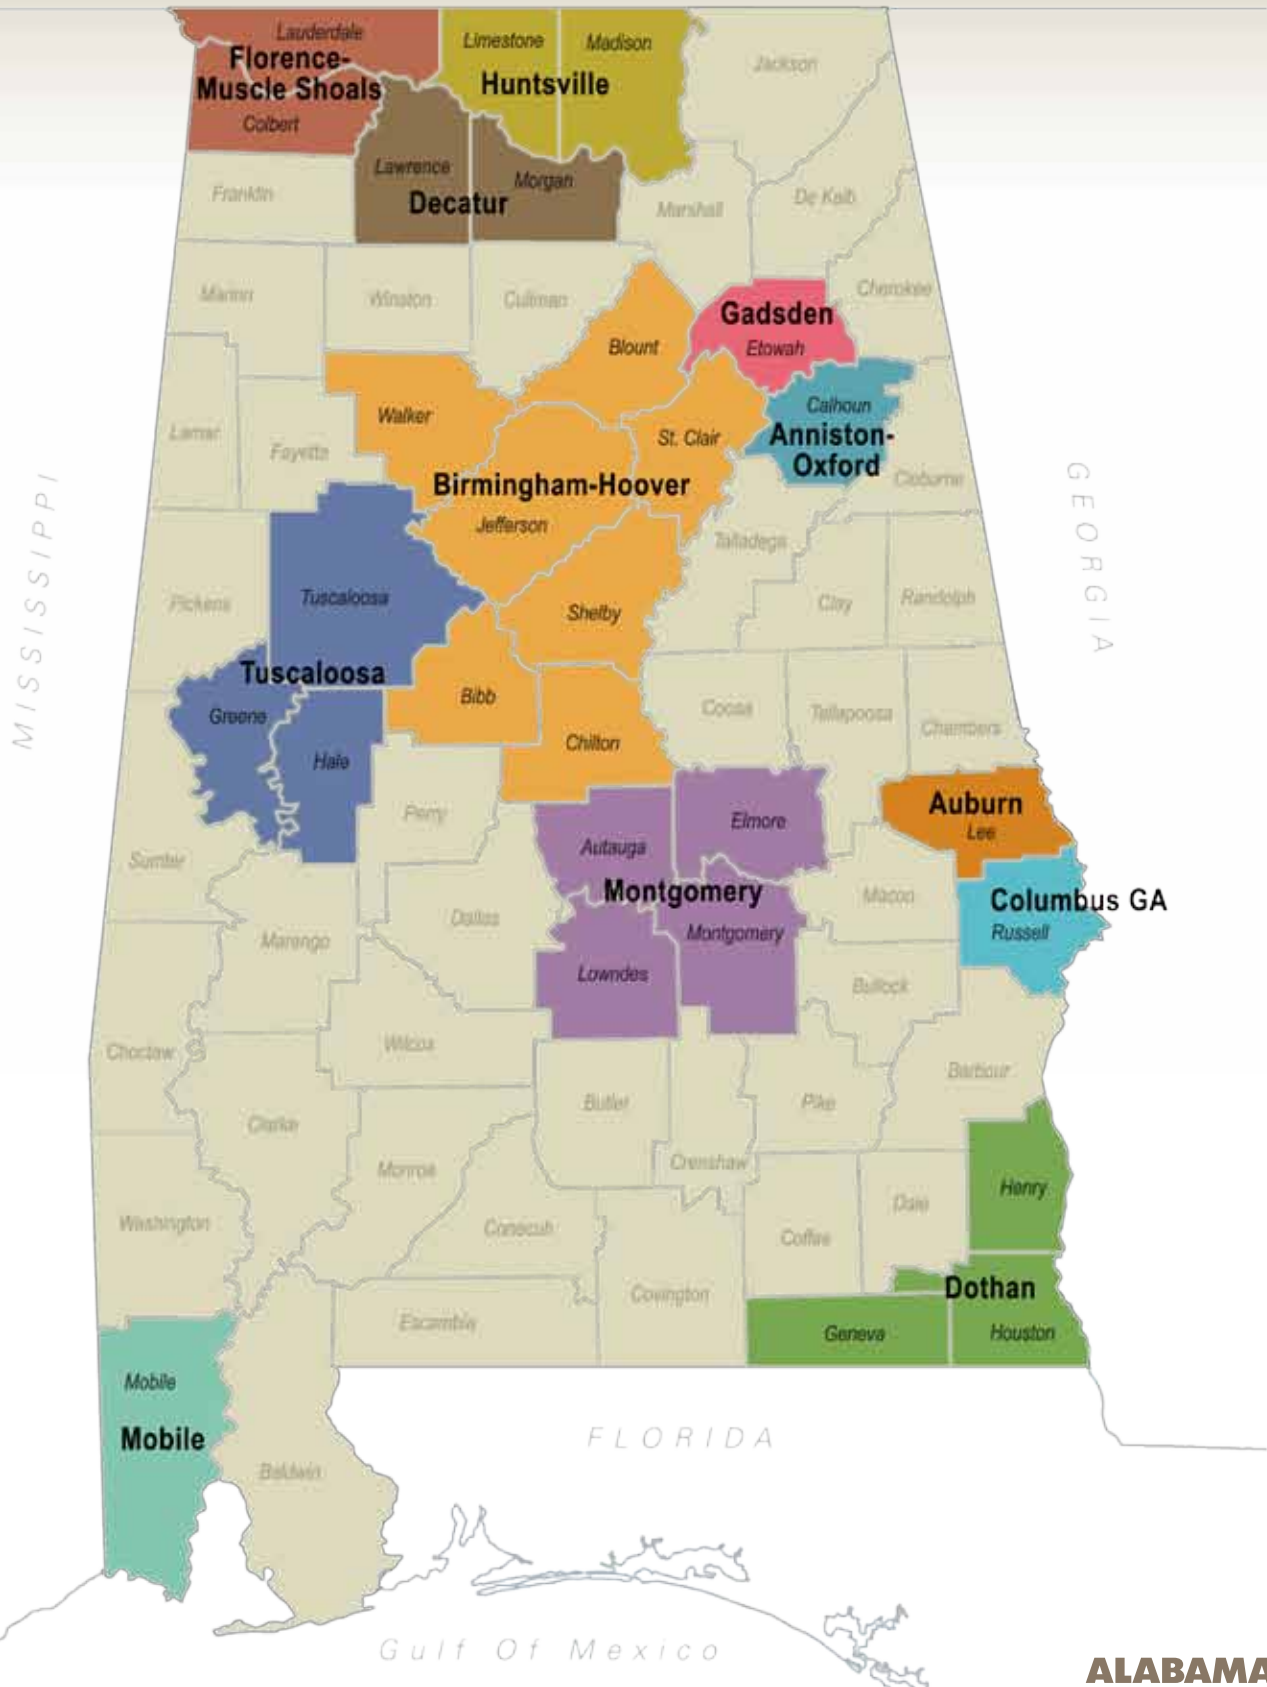 Lauderdale
Limestone
Madison
Florence-
Muscle Shoals
Huntsville
Jackson
Colbert
Lawrence
Morgan
Decatur
Franklin
Marshall
De Kalb
Marion
Winston
Cullman
Cherokee
Gadsden
Etowah
Blount
Walker
St. Clair
Calhoun
Anniston-
Oxford
Lamar
Fayette
Cleburne
Birmingham-Hoover
Jefferson
Talladega
MISSISSIPPI
GEORGIA
Pickens
Tuscaloosa
Shelby
Clay
Randolph
Tuscaloosa
Greene
Bibb
Coosa
Tallapoosa
Chambers
Hale
Chilton
Perry
Autauga
Elmore
Auburn
Lee
Sumter
Montgomery
Macon
Columbus GA
Russell
Dallas
Marengo
Montgomery
Lowndes
Bullock
Choctaw
Wilcox
Barbour
Clarke
Butler
Pike
Monroe
Crenshaw
Henry
Washington
Conecuh
Coffee
Dale
Dothan
Escambia
Covington
Geneva
Houston
Mobile
Mobile
FLORIDA
Baldwin
Gulf Of Mexico
ALABAMA